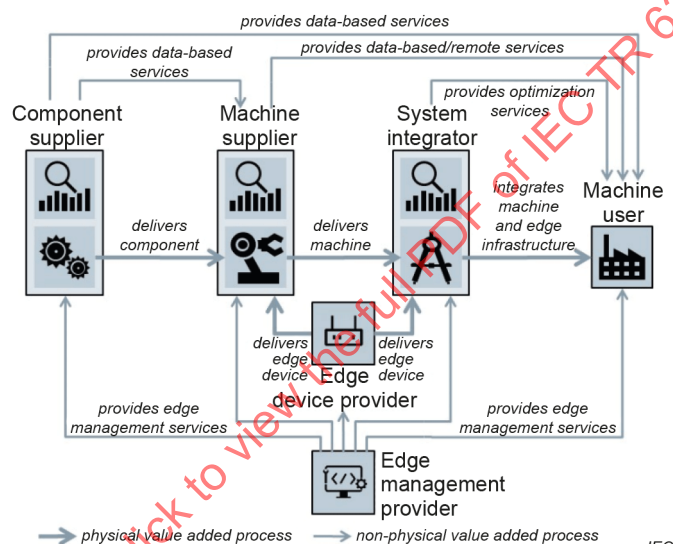 provides data-based services
provides data-based
services
provides data-based/remote services
provides optimization
services
Component
supplier
Machine
supplier
System
integrator
Machine
user
delivers
component
delivers
machine
integrates
machine
and edge
infrastructure
delivers
edge
device
delivers
edge
device
Edge
device provider
provides edge
management services
provides edge
management services
Edge
management
provider
physical value added process
non-physical value added process
IEC
click to view the full PDF of IEC TR 63